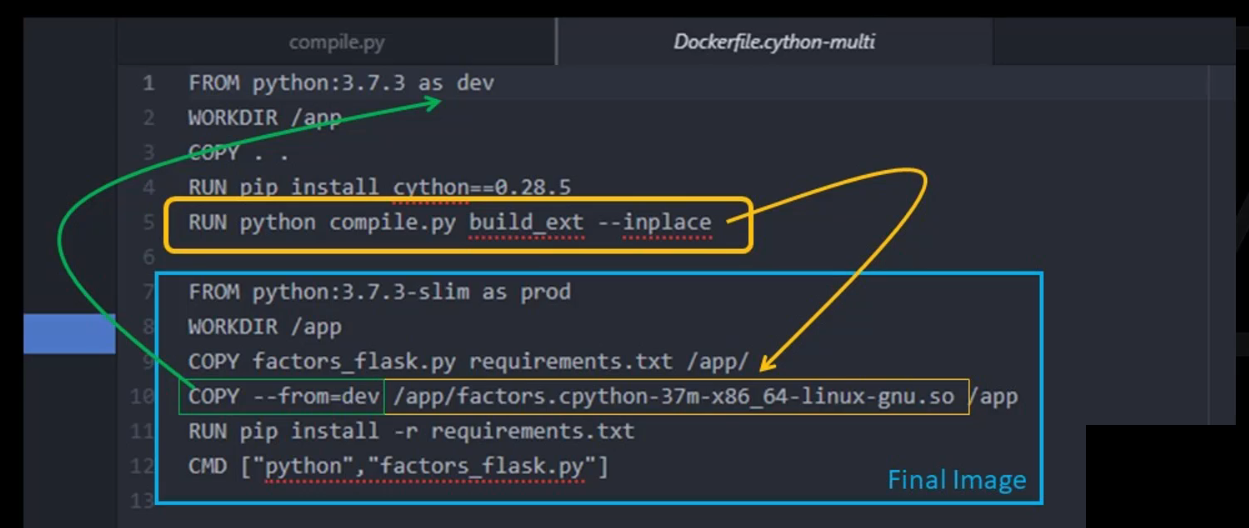 compile.py
Dockerfile.cython-multi
1 FROM python:3.7.3 as dev
2 WORKDIR /app
3 COPY . .
4 RUN pip install cython==0.28.5
5 RUN python compile.py build_ext --inplace
6
7 FROM python:3.7.3-slim as prod
8 WORKDIR /app
9 COPY factors_flask.py requirements.txt /app/
10 COPY --from=dev /app/factors.cpython-37m-x86_64-linux-gnu.so /app
11 RUN pip install -r requirements.txt
12 CMD ["python","factors_flask.py"]
13
Final Image